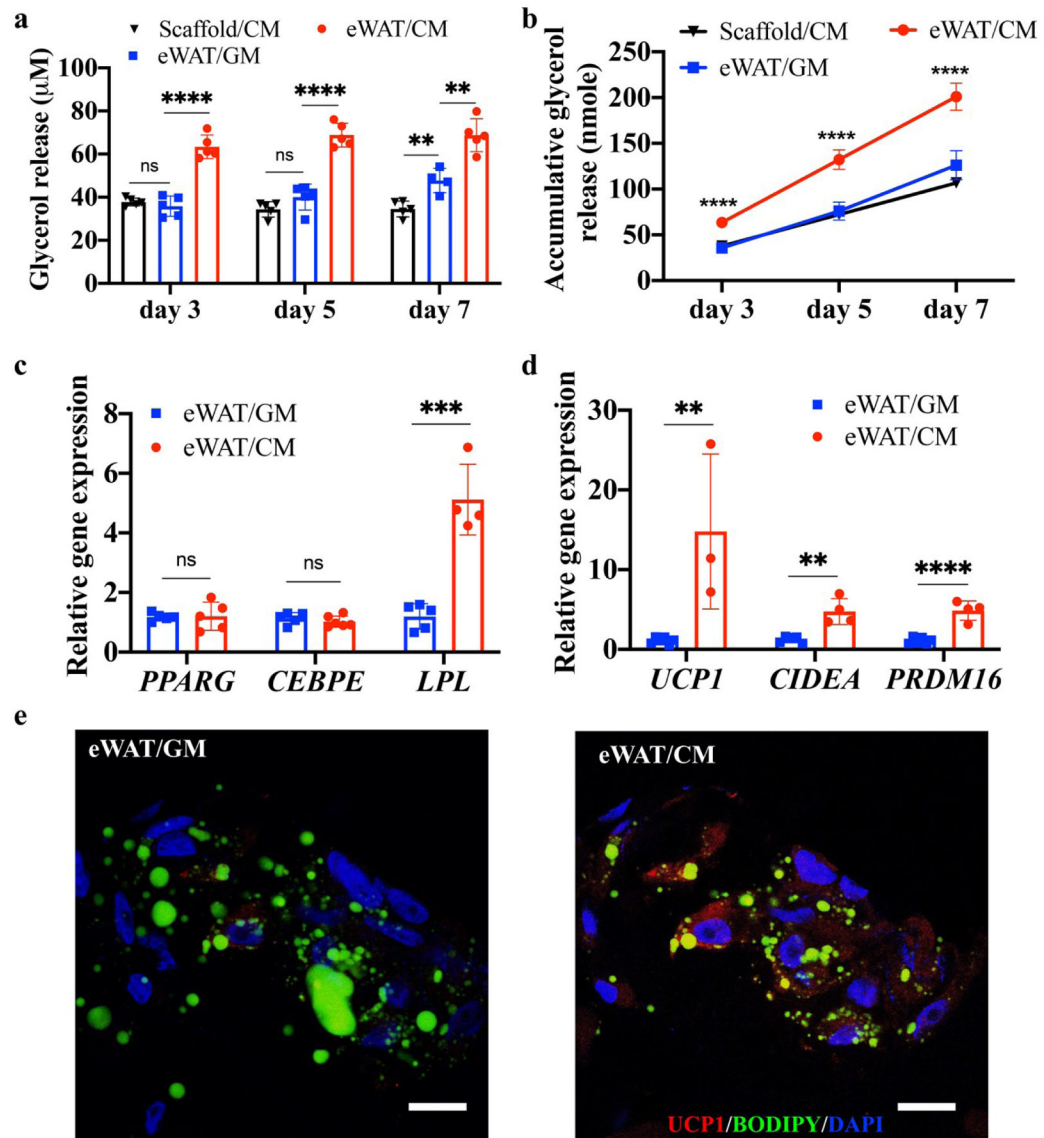 a
Scaffold/CM
eWAT/CM
eWAT/GM
Glycerol release (μM)
100
80
60
40
20
0
ns
****
ns
****
**
**
day 3
day 5
day 7
b
Scaffold/CM
eWAT/CM
eWAT/GM
Accumulative glycerol
release (nmole)
250
200
150
100
50
0
****
****
****
day 3
day 5
day 7
c
Relative gene expression
8
6
4
2
0
eWAT/GM
eWAT/CM
ns
ns
***
PPARG
CEBPE
LPL
d
Relative gene expression
30
20
10
0
eWAT/GM
eWAT/CM
**
**
****
UCP1
CIDEA
PRDM16
e
eWAT/GM
eWAT/CM
UCP1/BODIPY/DAPI